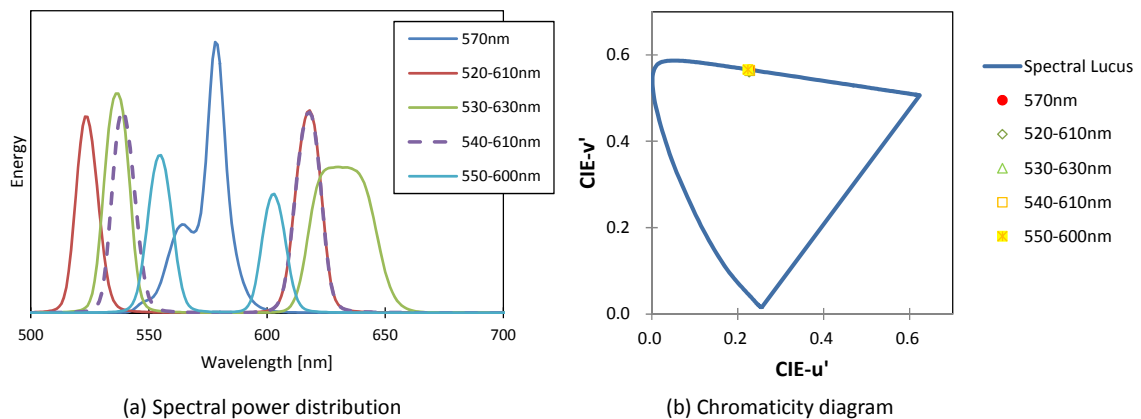 570nm
520-610nm
530-630nm
540-610nm
550-600nm
Energy
500 550 600 650 700
Wavelength [nm]
(a) Spectral power distribution
0.6
0.4
0.2
0.0
CIE-v'
0.0 0.2 0.4 0.6
CIE-u'
Spectral Lucus
570nm
520-610nm
530-630nm
540-610nm
550-600nm
(b) Chromaticity diagram